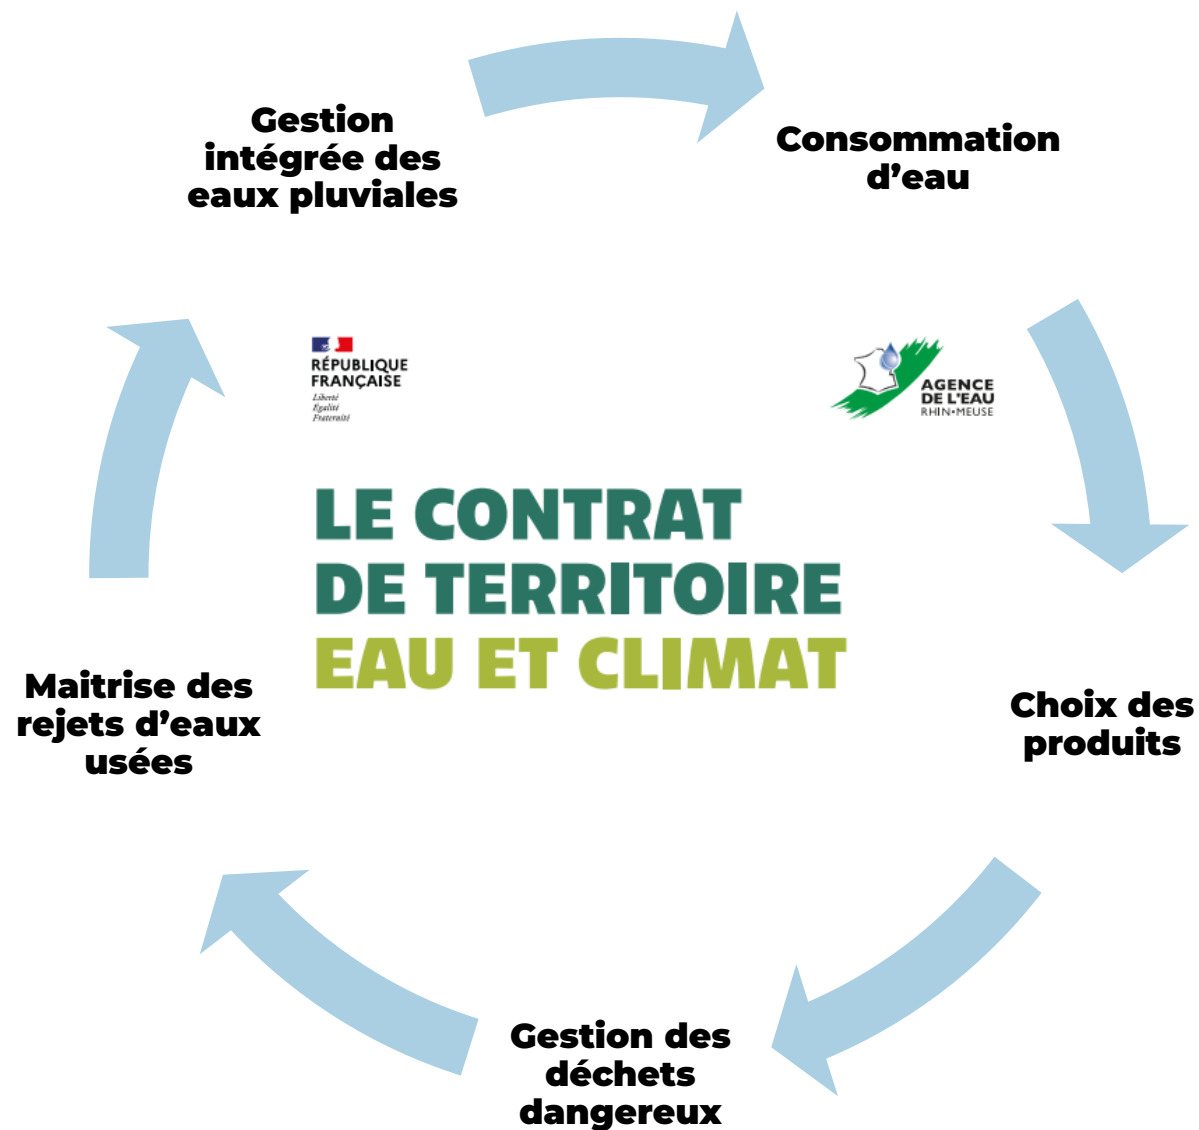 Gestion
intégrée des
eaux pluviales
Consommation
d’eau
RÉPUBLIQUE
FRANÇAISE
Liberté
Égalité
Fraternité
AGENCE
DE L'EAU
RHIN•MEUSE
LE CONTRAT
DE TERRITOIRE
EAU ET CLIMAT
Maitrise des
rejets d’eaux
usées
Choix des
produits
Gestion des
déchets
dangereux